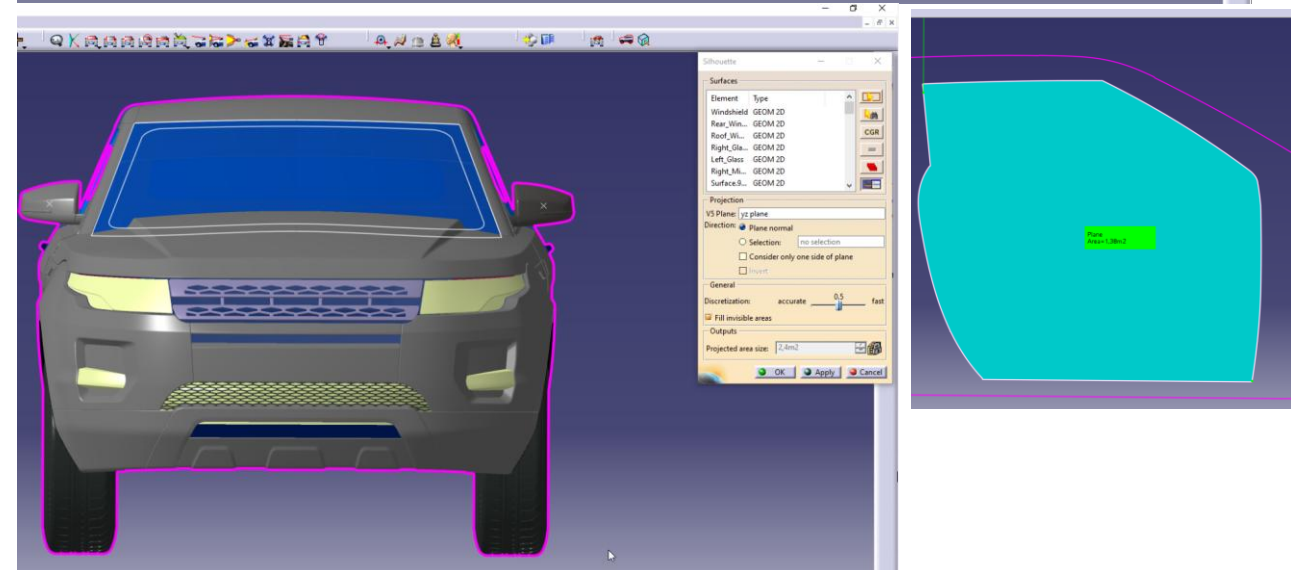 Silhouette
Surfaces
Element Type
Windshield GEOM 2D
Rear_Win... GEOM 2D
Roof_Wi... GEOM 2D
Right_Gla... GEOM 2D
Left_Glass GEOM 2D
Right_Mi... GEOM 2D
Surface.9... GEOM 2D
CGR
Projection
V5 Plane: yz plane
Direction: Plane normal
Selection: no selection
Consider only one side of plane
Invert
General
Discretization: accurate 0.5 fast
Fill invisible areas
Outputs
Projected area size: 2,4m2
OK Apply Cancel
Plane
Area=1,38m2